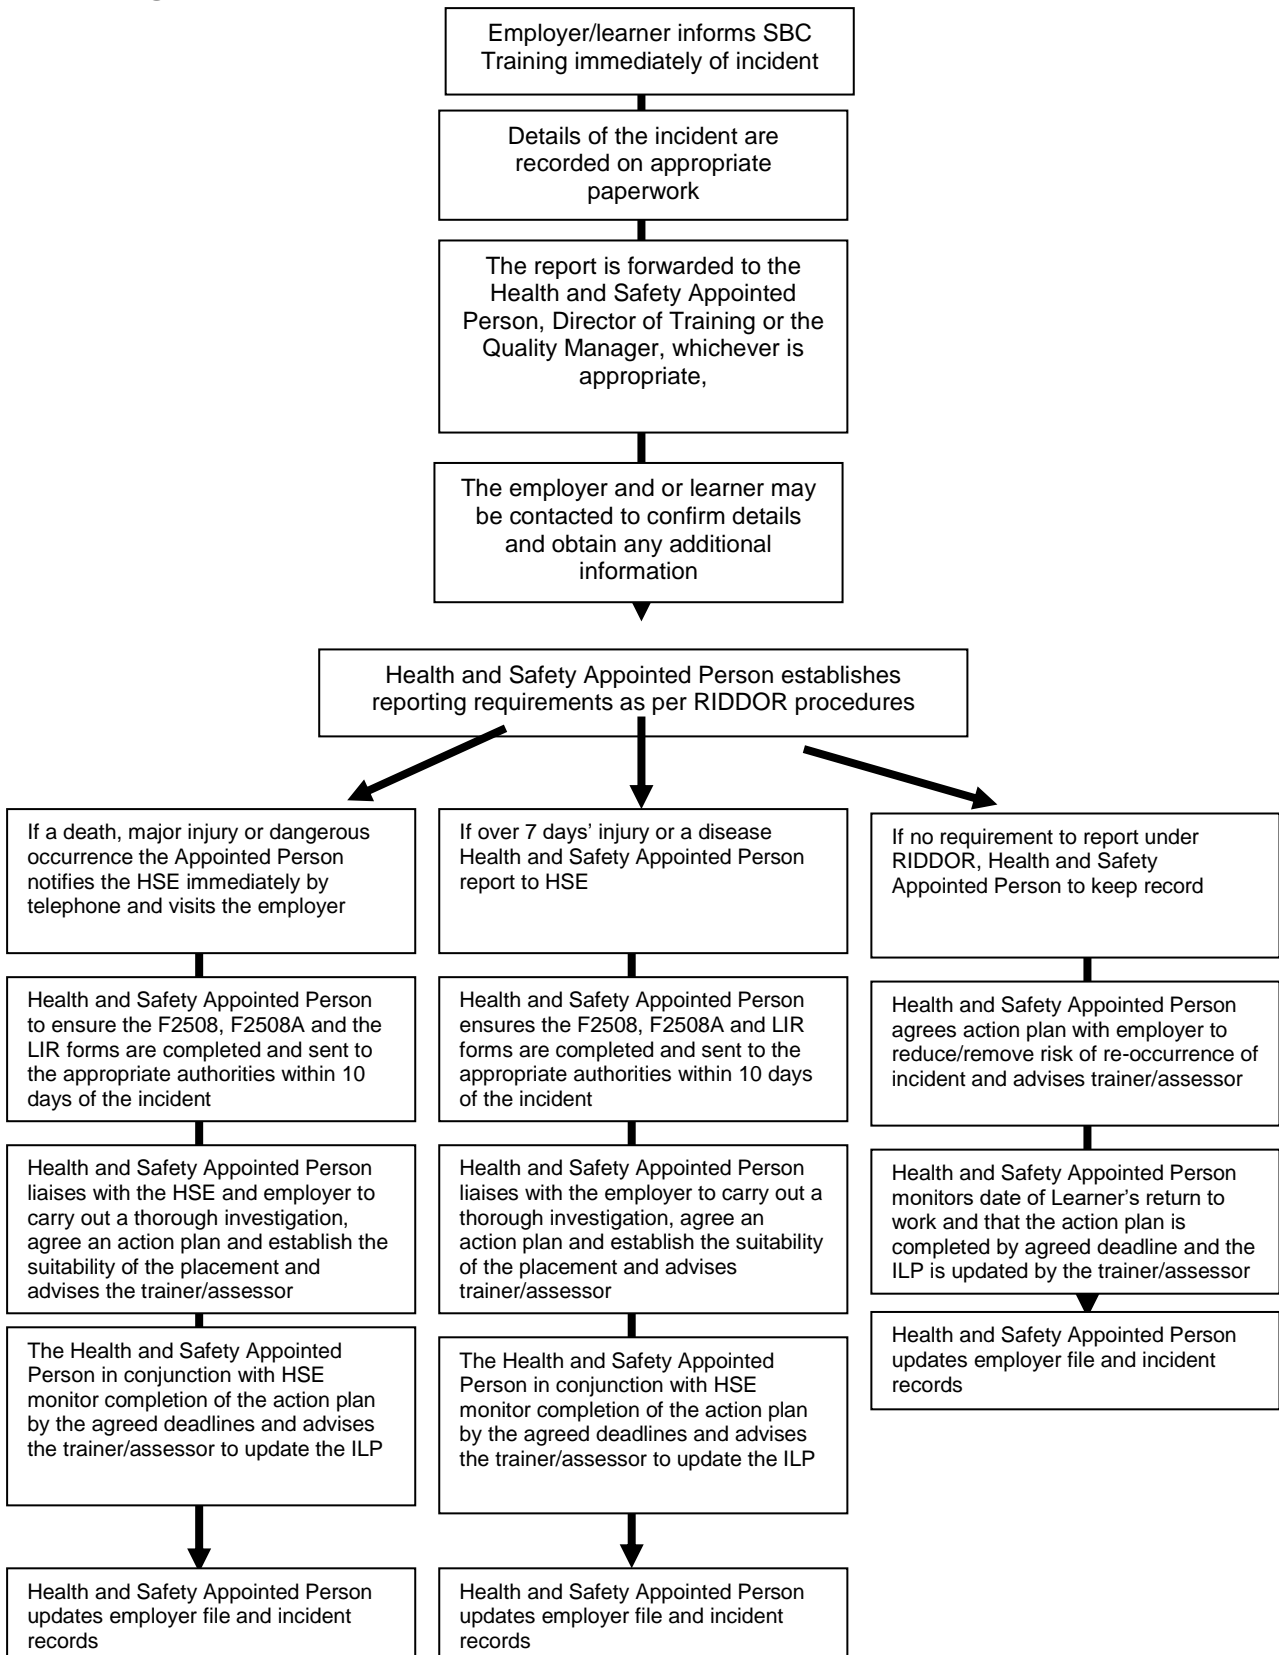 Employer/learner informs SBC
Training immediately of incident
Details of the incident are
recorded on appropriate
paperwork
The report is forwarded to the
Health and Safety Appointed
Person, Director of Training or the
Quality Manager, whichever is
appropriate,
The employer and or learner may
be contacted to confirm details
and obtain any additional
information
Health and Safety Appointed Person establishes
reporting requirements as per RIDDOR procedures
If a death, major injury or dangerous
occurrence the Appointed Person
notifies the HSE immediately by
telephone and visits the employer
Health and Safety Appointed Person
to ensure the F2508, F2508A and the
LIR forms are completed and sent to
the appropriate authorities within 10
days of the incident
Health and Safety Appointed Person
liaises with the HSE and employer to
carry out a thorough investigation,
agree an action plan and establish the
suitability of the placement and
advises the trainer/assessor
The Health and Safety Appointed
Person in conjunction with HSE
monitor completion of the action plan
by the agreed deadlines and advises
the trainer/assessor to update the ILP
Health and Safety Appointed Person
updates employer file and incident
records
If over 7 days’ injury or a disease
Health and Safety Appointed Person
report to HSE
Health and Safety Appointed Person
ensures the F2508, F2508A and LIR
forms are completed and sent to the
appropriate authorities within 10 days
of the incident
Health and Safety Appointed Person
liaises with the employer to carry out a
thorough investigation, agree an
action plan and establish the suitability
of the placement and advises
trainer/assessor
The Health and Safety Appointed
Person in conjunction with HSE
monitor completion of the action plan
by the agreed deadlines and advises
the trainer/assessor to update the ILP
Health and Safety Appointed Person
updates employer file and incident
records
If no requirement to report under
RIDDOR, Health and Safety
Appointed Person to keep record
Health and Safety Appointed Person
agrees action plan with employer to
reduce/remove risk of re-occurrence of
incident and advises trainer/assessor
Health and Safety Appointed Person
monitors date of Learner’s return to
work and that the action plan is
completed by agreed deadline and the
ILP is updated by the trainer/assessor
Health and Safety Appointed Person
updates employer file and incident
records